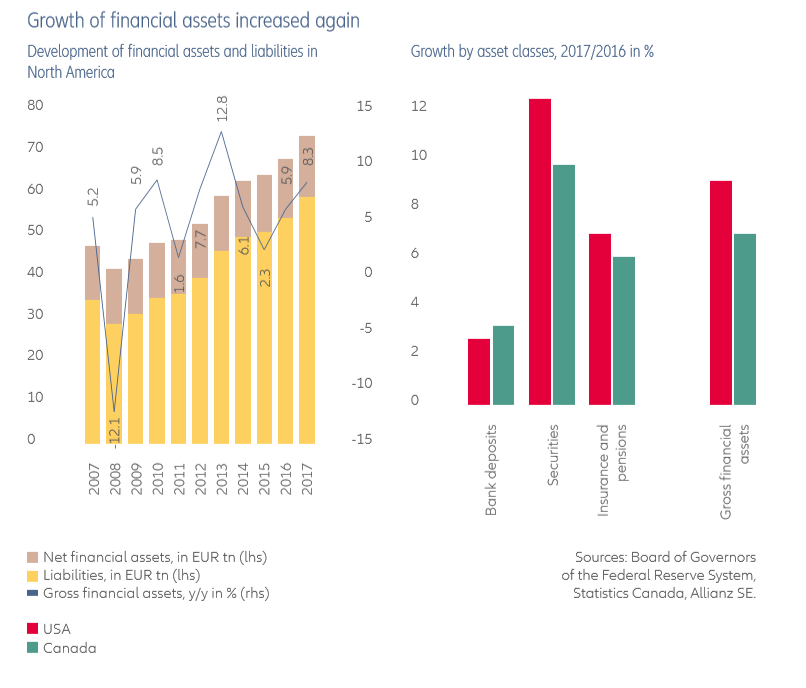 Growth of financial assets increased again
Development of financial assets and liabilities in
North America
80
70
60
50
40
30
20
10
0
15
10
5
0
-5
-10
-15
5.2
-12.1
5.9
8.5
1.6
7.7
12.8
6.1
2.3
5.9
8.3
2007
2008
2009
2010
2011
2012
2013
2014
2015
2016
2017
Growth by asset classes, 2017/2016 in %
12
10
8
6
4
2
0
Bank deposits
Securities
Insurance and
pensions
Gross financial
assets
Net financial assets, in EUR tn (lhs)
Liabilities, in EUR tn (lhs)
Gross financial assets, y/y in % (rhs)
USA
Canada
Sources: Board of Governors
of the Federal Reserve System,
Statistics Canada, Allianz SE.